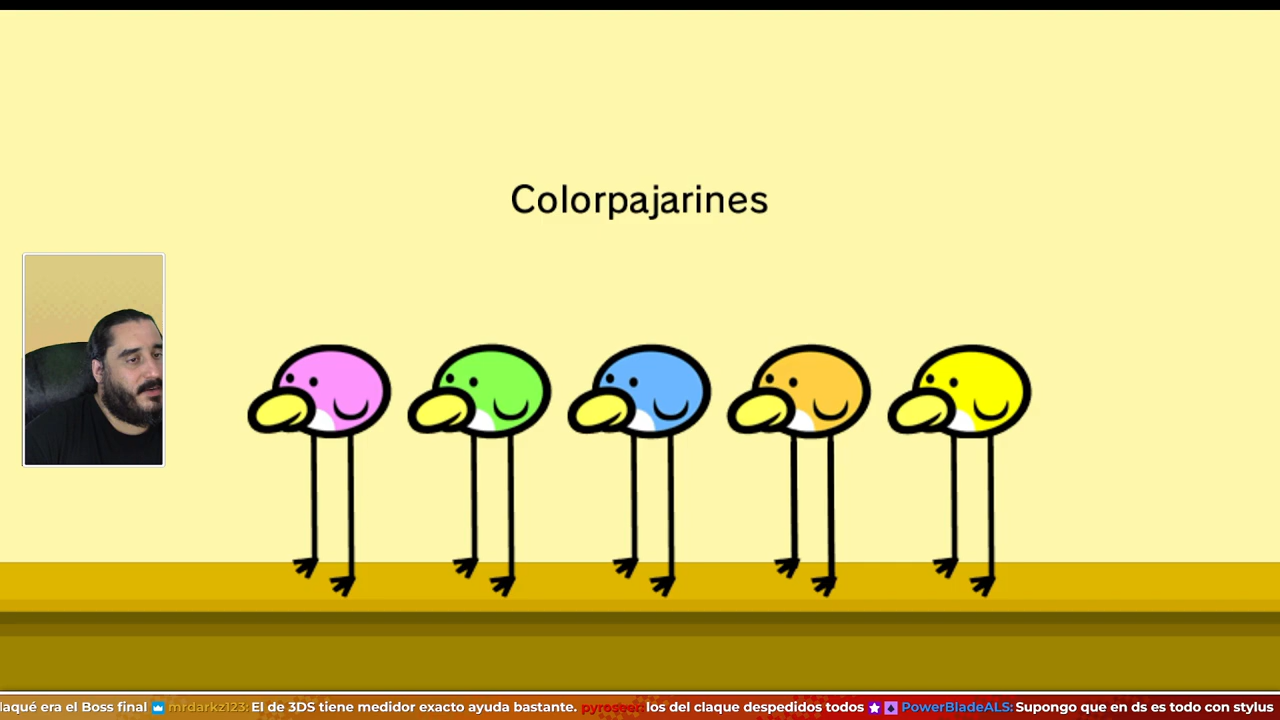 Colorpajarines
laqué era el Boss final mrdarkz123: El de 3DS tiene medidor exacto ayuda bastante. pyroseer: los del claque despedidos todos PowerBladeALS: Supongo que en ds es todo con stylus